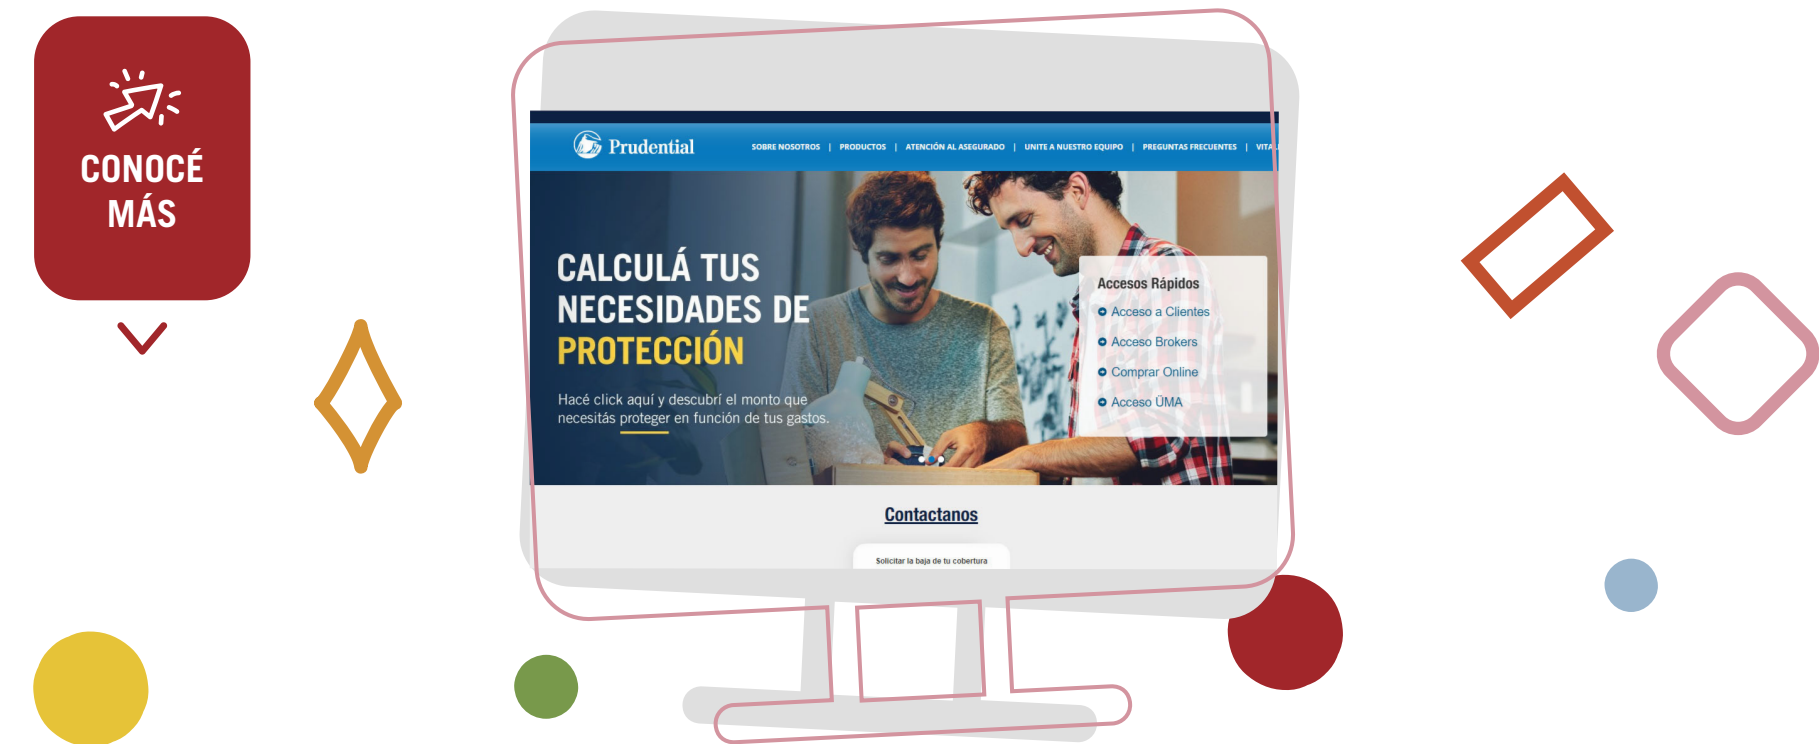 CONOCÉ
MÁS
Prudential
SOBRE NOSOTROS | PRODUCTOS | ATENCIÓN AL ASEGURADO | UNITE A NUESTRO EQUIPO | PREGUNTAS FRECUENTES |
CALCULÁ TUS
NECESIDADES DE
PROTECCIÓN
Hacé click aquí y descubrí el monto que
necesitás proteger en función de tus gastos.
Accesos Rápidos
Acceso a Clientes
Acceso Brokers
Comprar Online
Acceso ÜMA
Contactanos
Solicitar la baja de tu cobertura